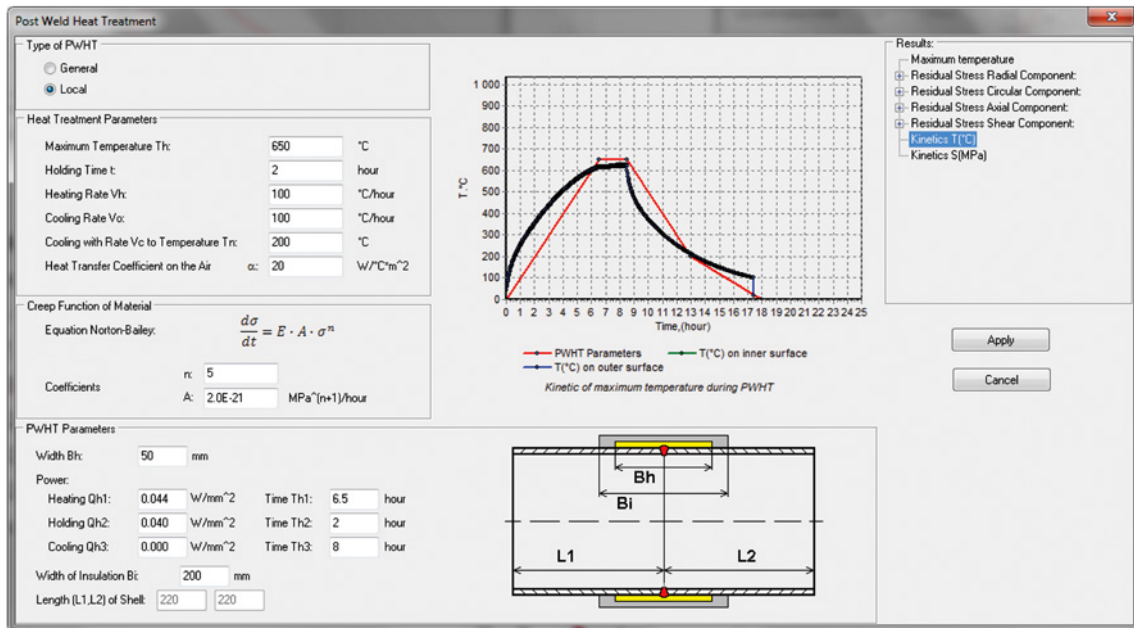 Post Weld Heat Treatment
Type of PWHT
General
Local
Heat Treatment Parameters
Maximum Temperature Th: 650 °C
Holding Time t: 2 hour
Heating Rate Vh: 100 °C/hour
Cooling Rate Vo: 100 °C/hour
Cooling with Rate Vc to Temperature Tn: 200 °C
Heat Transfer Coefficient on the Air α: 20 W/°C*m^2
Creep Function of Material
Equation Norton-Bailey: dσ/dt = E · A · σ^n
Coefficients
n: 5
A: 2.0E-21 MPa^(n+1)/hour
1 000
900
800
700
600
500
400
300
200
100
0
T,°C
0 1 2 3 4 5 6 7 8 9 10 11 12 13 14 15 16 17 18 19 20 21 22 23 24 25
Time,(hour)
PWHT Parameters T(°C) on inner surface
T(°C) on outer surface
Kinetic of maximum temperature during PWHT
Results:
Maximum temperature
Residual Stress Radial Component:
Residual Stress Circular Component:
Residual Stress Axial Component:
Residual Stress Shear Component:
Kinetics T(°C)
Kinetics S(MPa)
Apply
Cancel
PWHT Parameters
Width Bh: 50 mm
Power:
Heating Qh1: 0.044 W/mm^2 Time Th1: 6.5 hour
Holding Qh2: 0.040 W/mm^2 Time Th2: 2 hour
Cooling Qh3: 0.000 W/mm^2 Time Th3: 8 hour
Width of Insulation Bi: 200 mm
Length (L1,L2) of Shell: 220 220
Bh
Bi
L1 L2